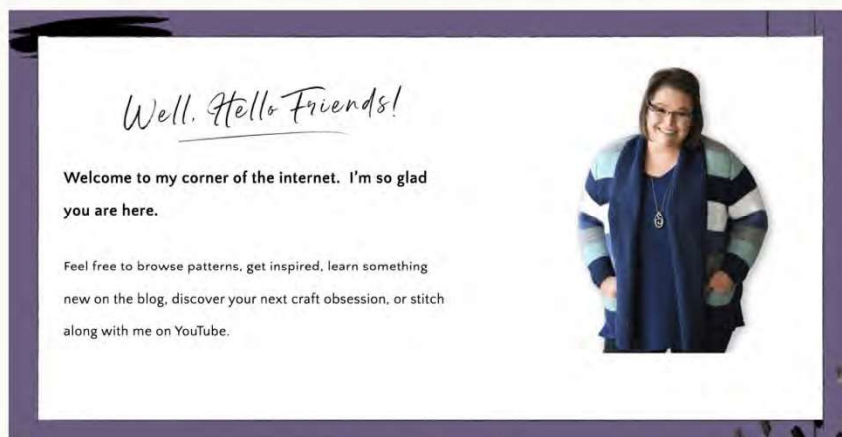 Well, Hello Friends!
Welcome to my corner of the internet.  I'm so glad
you are here.
Feel free to browse patterns, get inspired, learn something
new on the blog, discover your next craft obsession, or stitch
along with me on YouTube.